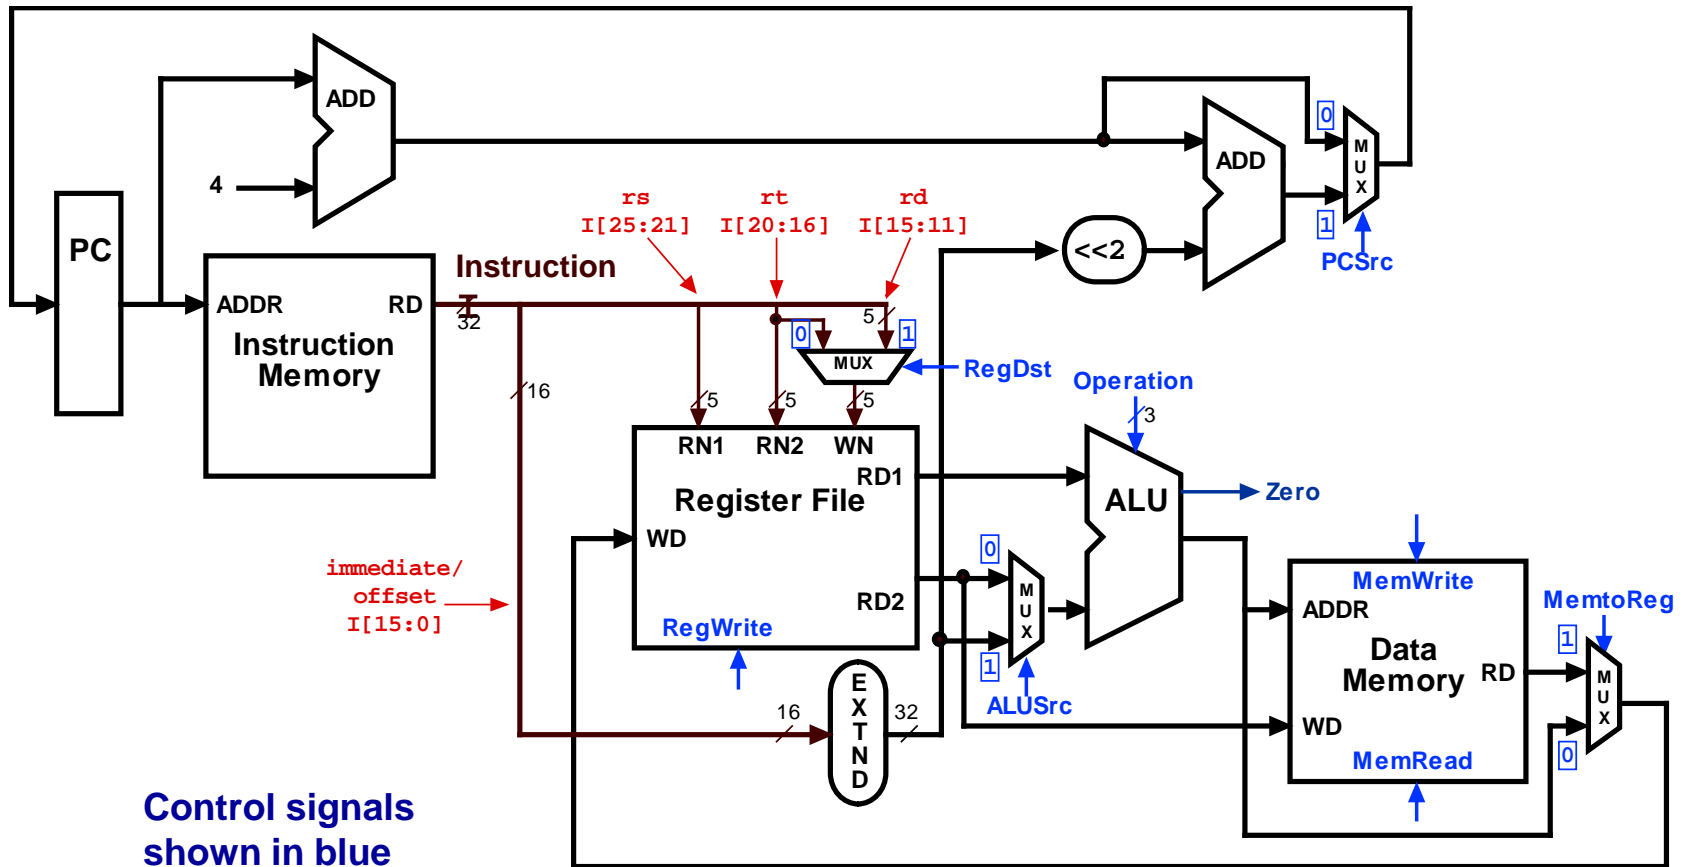 ADD
0
M
U
X
ADD
4
rs
I[25:21]
rt
I[20:16]
rd
I[15:11]
1
PCSrc
PC
<<2
Instruction
ADDR
RD
32
5
Instruction
Memory
0
1
MUX
RegDst
Operation
16
5
5
5
3
RN1
RN2
WN
RD1
Register File
ALU
Zero
WD
0
M
U
X
immediate/
offset
I[15:0]
RD2
RegWrite
1
ALUSrc
MemWrite
MemtoReg
ADDR
1
Data
Memory
RD
M
U
X
WD
0
MemRead
E
X
T
N
D
16
32
Control signals
shown in blue